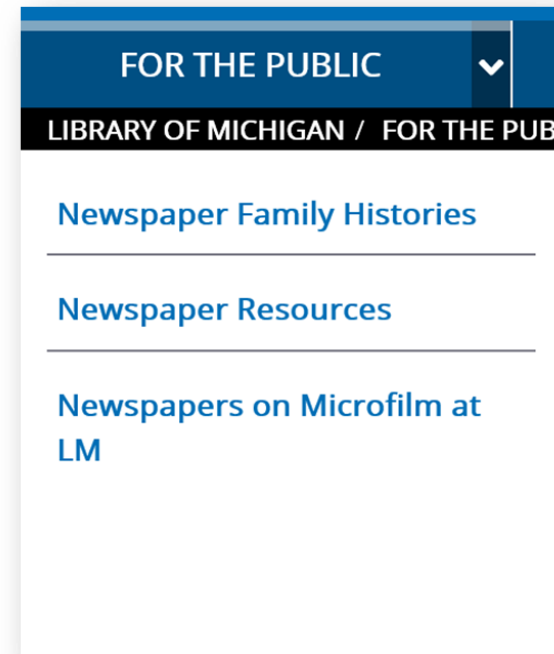 FOR THE PUBLIC
LIBRARY OF MICHIGAN / FOR THE PUB
Newspaper Family Histories
Newspaper Resources
Newspapers on Microfilm at
LM